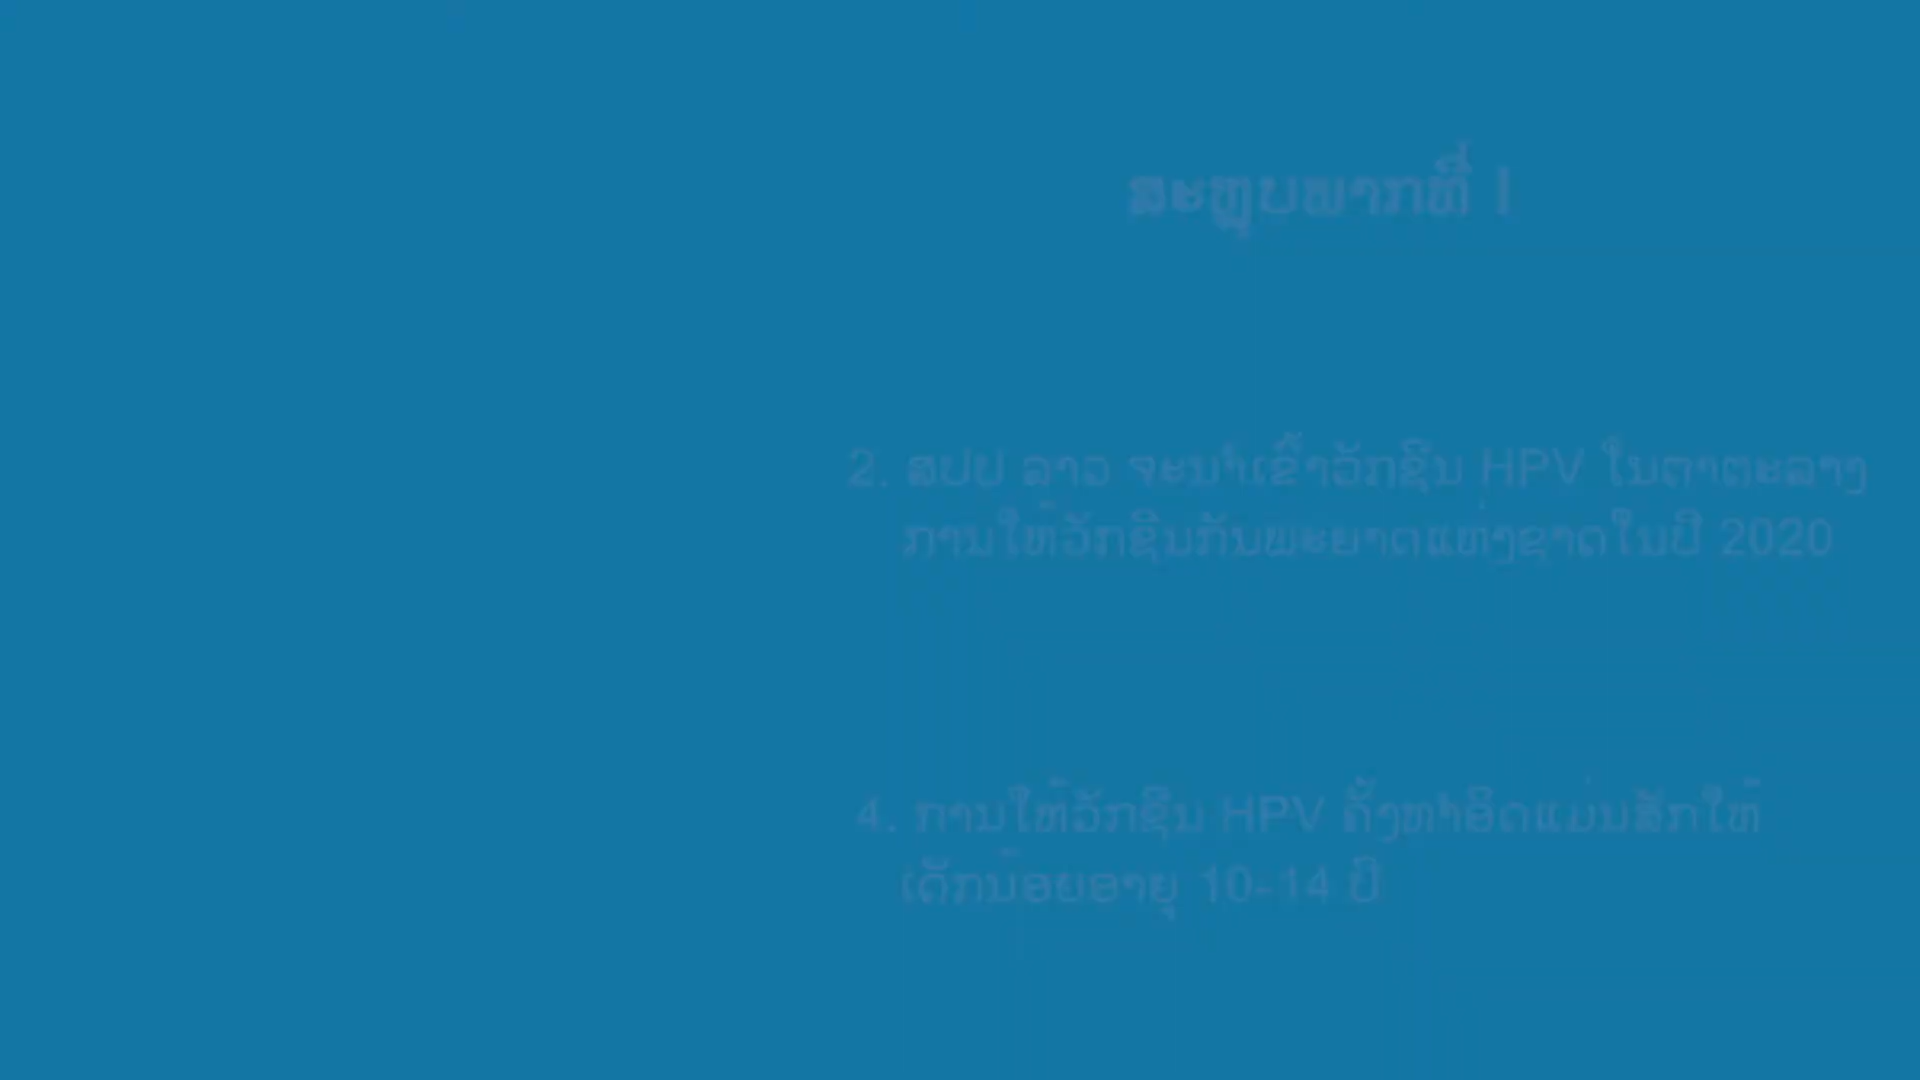 ສະຫຼຸບພາກທີ່ I
2. ສປປ ລາວ ຈະນຳເຂົ້າວັກຊິນ HPV ໃນຕາຕະລາງ
ການໃຫ້ວັກຊິນກັນພະຍາດແຫ່ງຊາດໃນປີ 2020
4. ການໃຫ້ວັກຊິນ HPV ຄັ້ງທຳອິດແມ່ນສັກໃຫ້
ເດັກນ້ອຍອາຍຸ 10-14 ປີ